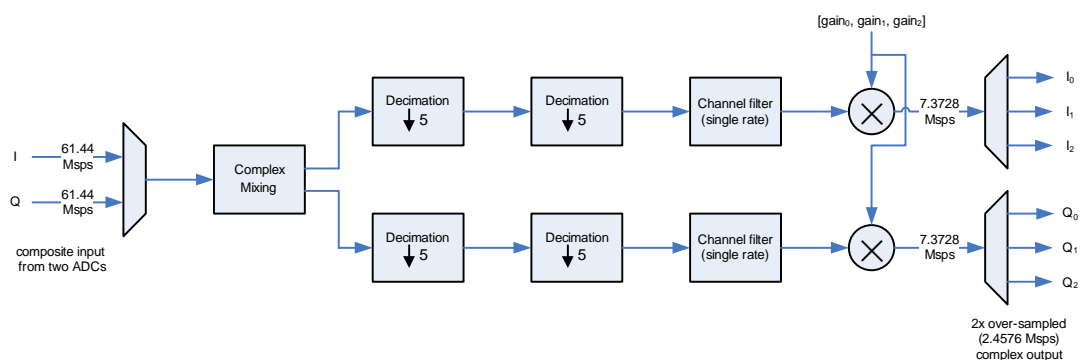 [gain₀, gain₁, gain₂]
Decimation
5
Decimation
5
Channel filter
(single rate)
7.3728
Msps
I₀
I₁
I₂
I
61.44
Msps
Q
61.44
Msps
Complex
Mixing
composite input
from two ADCs
Decimation
5
Decimation
5
Channel filter
(single rate)
7.3728
Msps
Q₀
Q₁
Q₂
2x over-sampled
(2.4576 Msps)
complex output